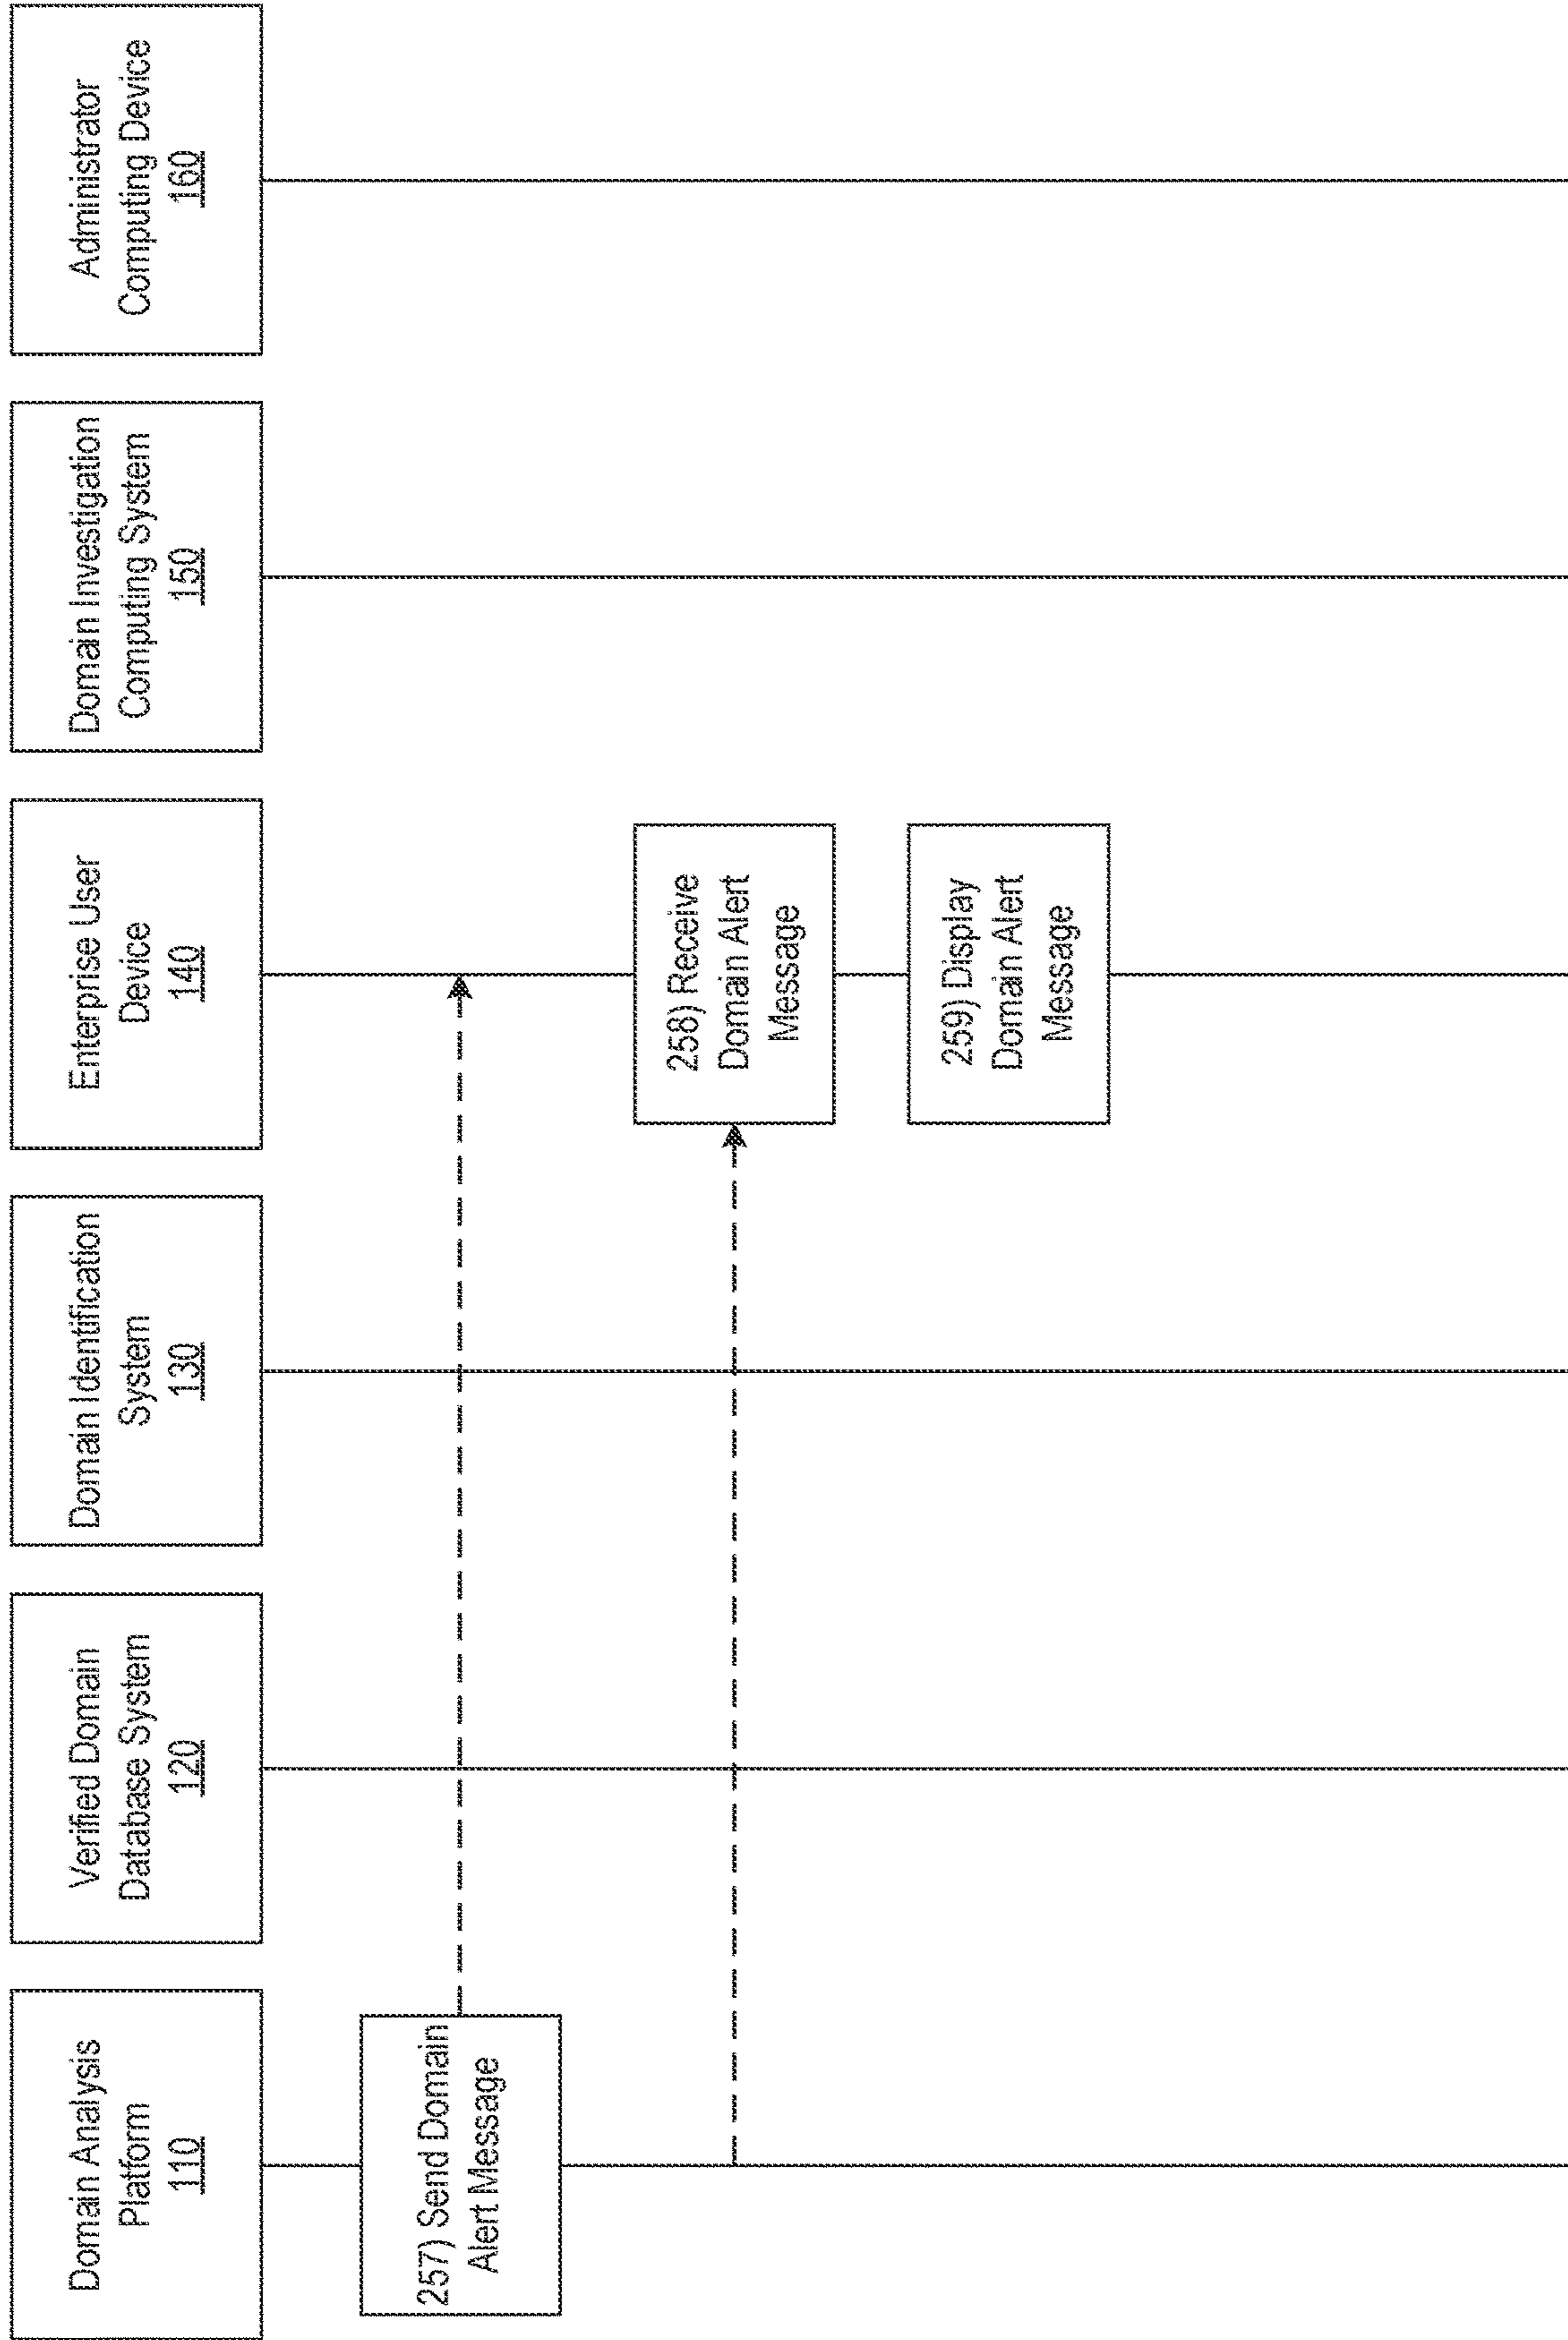 Domain Analysis
Platform
110
Verified Domain
Database System
120
Domain Identification
System
130
Enterprise User
Device
140
Domain Investigation
Computing System
150
Administrator
Computing Device
160
257) Send Domain
Alert Message
258) Receive
Domain Alert
Message
259) Display
Domain Alert
Message